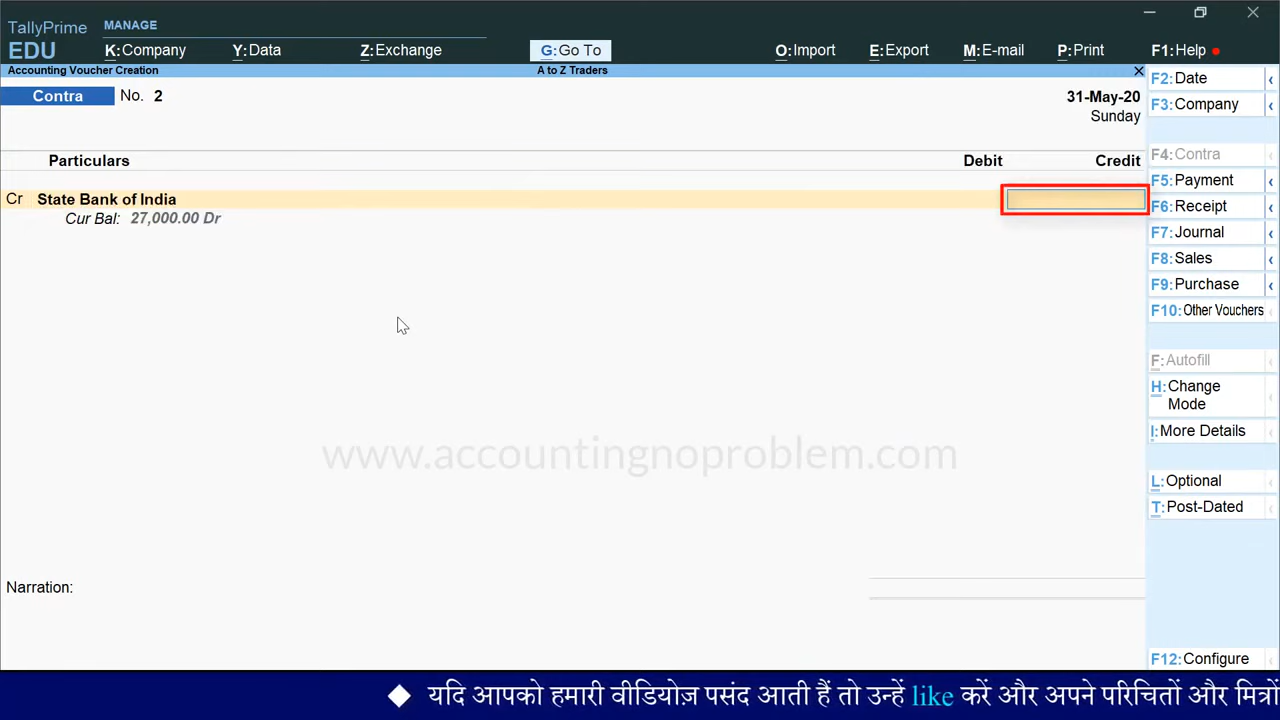 TallyPrime MANAGE
EDU K:Company Y:Data Z:Exchange G:Go To O:Import E:Export M:E-mail P:Print F1:Help
Accounting Voucher Creation A to Z Traders
Contra No. 2 31-May-20
Sunday
Particulars Debit Credit
Cr State Bank of India
Cur Bal: 27,000.00 Dr
www.accountingnoproblem.com
Narration:
F2:Date
F3:Company
F4:Contra
F5:Payment
F6:Receipt
F7:Journal
F8:Sales
F9:Purchase
F10:Other Vouchers
F:Autofill
H:Change
Mode
I:More Details
L:Optional
T:Post-Dated
F12:Configure
यदि आपको हमारी वीडियोज़ पसंद आती हैं तो उन्हें like करें और अपने परिचितों और मित्रों